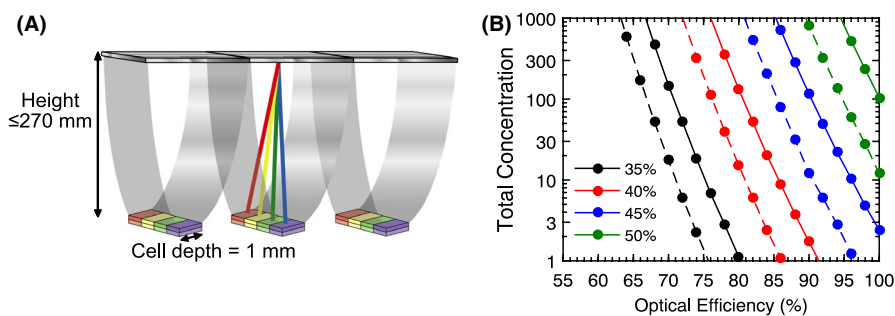 (A)
Height
≤270 mm
Cell depth = 1 mm
(B)
Total Concentration
1000
300
100
30
10
3
1
35%
40%
45%
50%
55 60 65 70 75 80 85 90 95 100
Optical Efficiency (%)